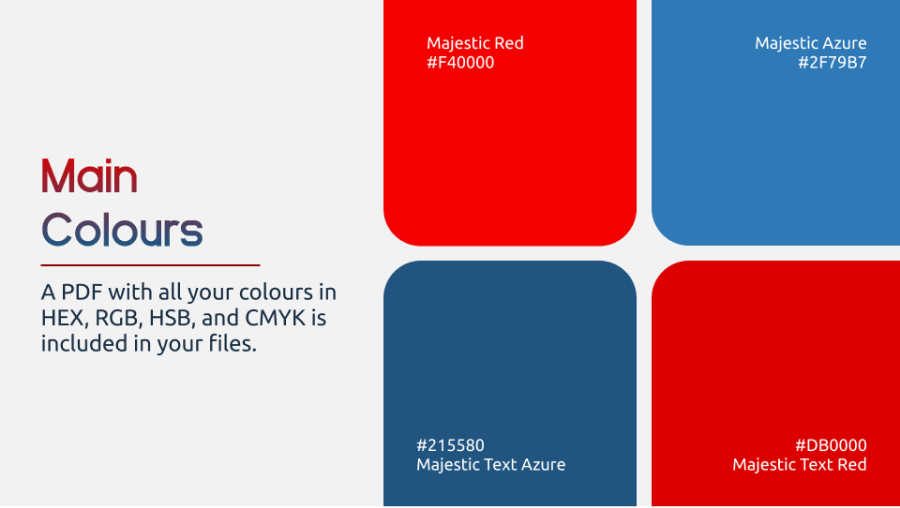 Main
Colours
A PDF with all your colours in
HEX, RGB, HSB, and CMYK is
included in your files.
Majestic Red
#F40000
Majestic Azure
#2F79B7
#215580
Majestic Text Azure
#DB0000
Majestic Text Red